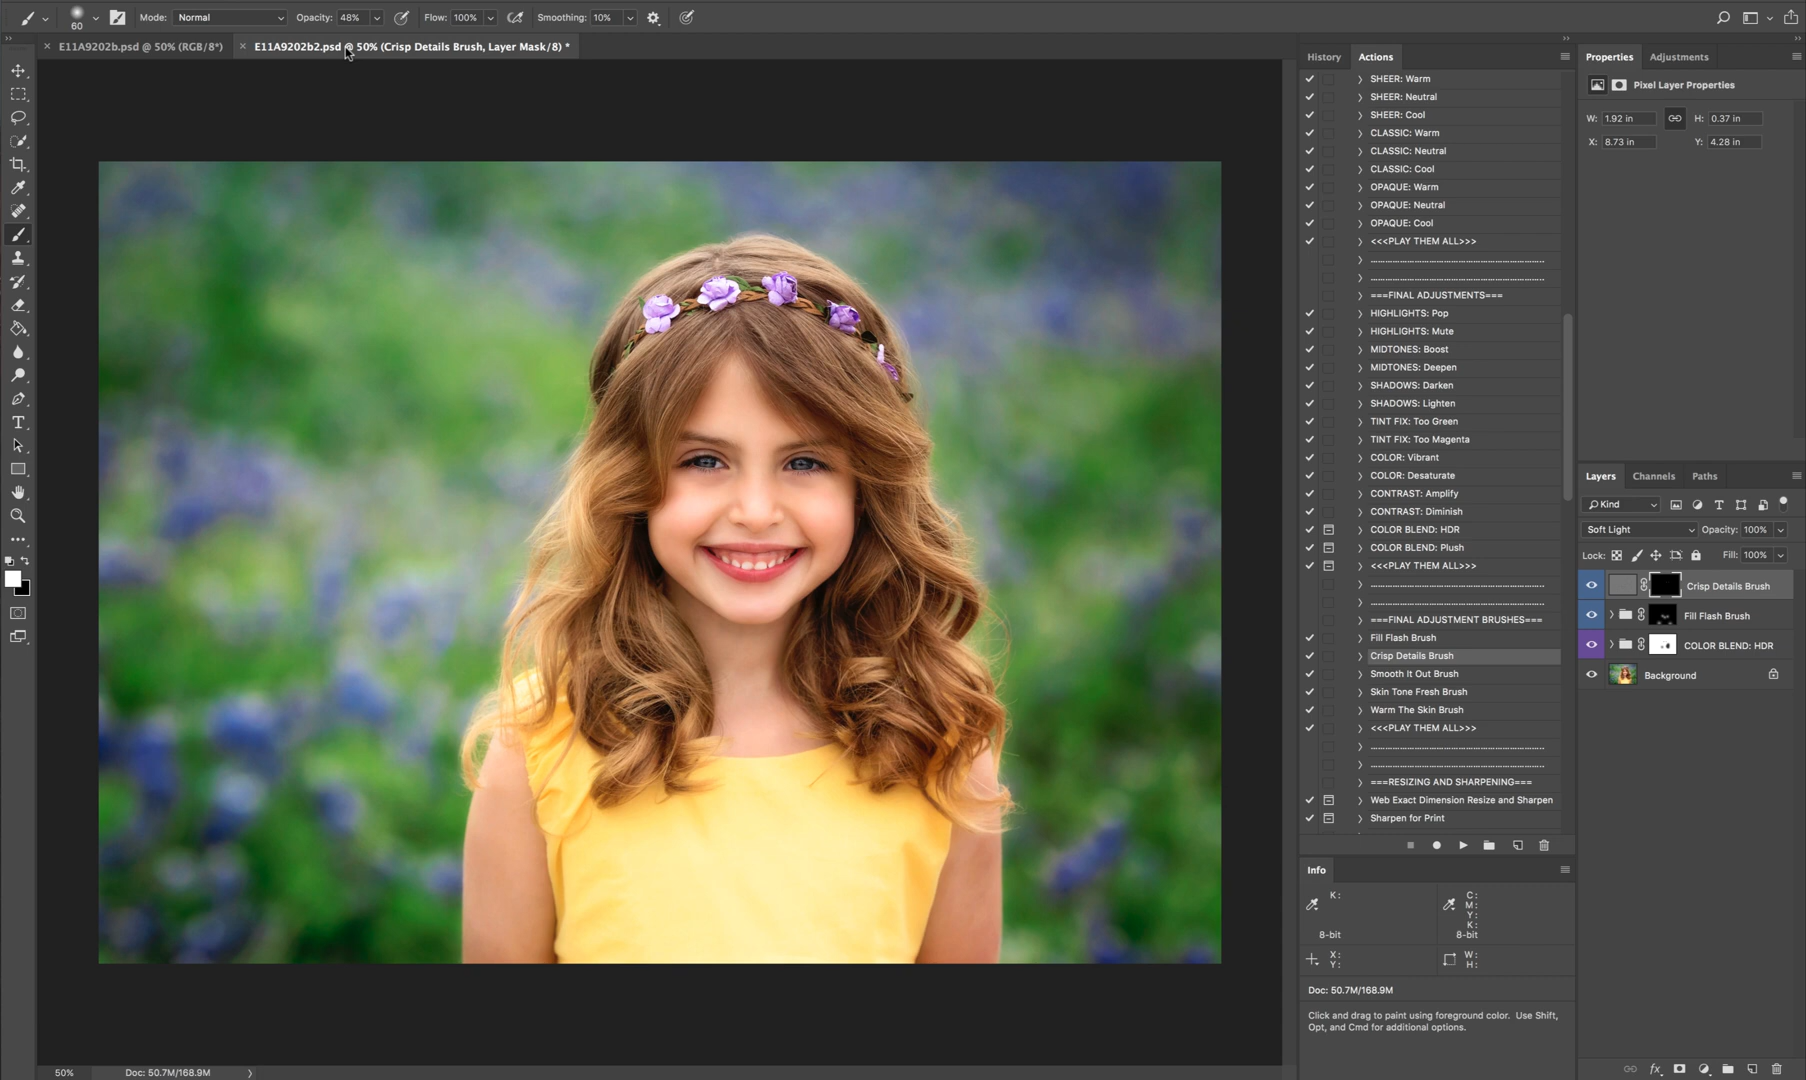 60
Mode: Normal
Opacity: 48%
Flow: 100%
Smoothing: 10%
E11A9202b.psd @ 50% (RGB/8*)
E11A9202b2.psd @ 50% (Crisp Details Brush, Layer Mask/8) *
History
Actions
SHEER: Warm
SHEER: Neutral
SHEER: Cool
CLASSIC: Warm
CLASSIC: Neutral
CLASSIC: Cool
OPAQUE: Warm
OPAQUE: Neutral
OPAQUE: Cool
<<<PLAY THEM ALL>>>
===FINAL ADJUSTMENTS===
HIGHLIGHTS: Pop
HIGHLIGHTS: Mute
MIDTONES: Boost
MIDTONES: Deepen
SHADOWS: Darken
SHADOWS: Lighten
TINT FIX: Too Green
TINT FIX: Too Magenta
COLOR: Vibrant
COLOR: Desaturate
CONTRAST: Amplify
CONTRAST: Diminish
COLOR BLEND: HDR
COLOR BLEND: Plush
<<<PLAY THEM ALL>>>
===FINAL ADJUSTMENT BRUSHES===
Fill Flash Brush
Crisp Details Brush
Smooth It Out Brush
Skin Tone Fresh Brush
Warm The Skin Brush
<<<PLAY THEM ALL>>>
===RESIZING AND SHARPENING===
Web Exact Dimension Resize and Sharpen
Sharpen for Print
Info
K:
8-bit
C:
M:
Y:
K:
8-bit
X:
Y:
W:
H:
Doc: 50.7M/168.9M
Click and drag to paint using foreground color. Use Shift,
Opt, and Cmd for additional options.
Properties
Adjustments
Pixel Layer Properties
W: 1.92 in
H: 0.37 in
X: 8.73 in
Y: 4.28 in
Layers
Channels
Paths
Kind
Soft Light
Opacity: 100%
Lock:
Fill: 100%
Crisp Details Brush
Fill Flash Brush
COLOR BLEND: HDR
Background
50%
Doc: 50.7M/168.9M